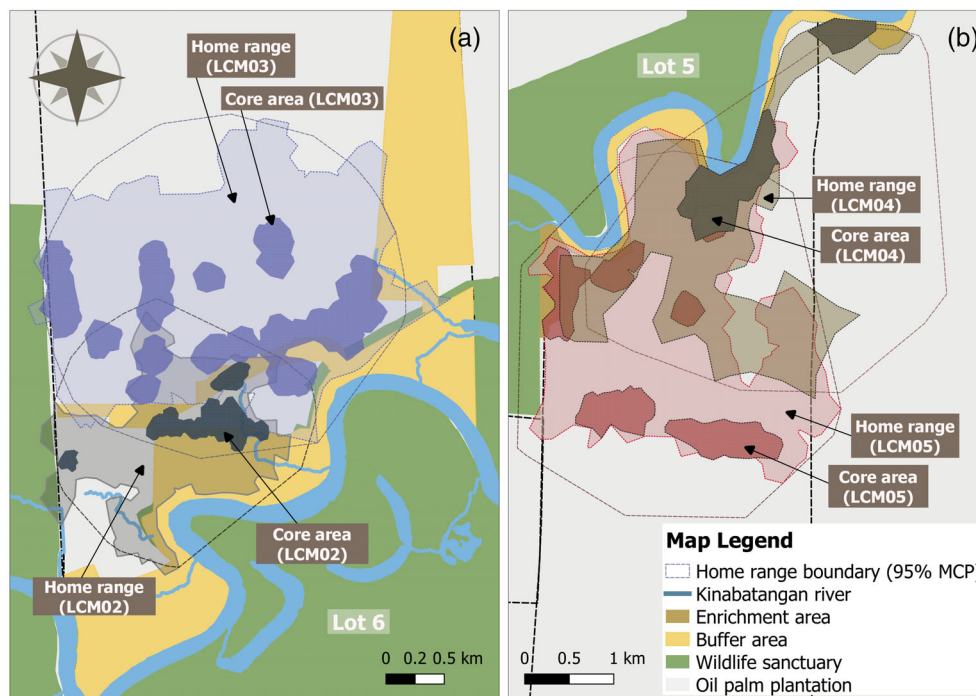 (a)
Home range
(LCM03)
Core area (LCM03)
Core area
(LCM02)
Home range
(LCM02)
Lot 6
0 0.2 0.5 km
(b)
Lot 5
Home range
(LCM04)
Core area
(LCM04)
Home range
(LCM05)
Core area
(LCM05)
Map Legend
Home range boundary (95% MCP)
Kinabatangan river
Enrichment area
Buffer area
Wildlife sanctuary
Oil palm plantation
0 0.5 1 km